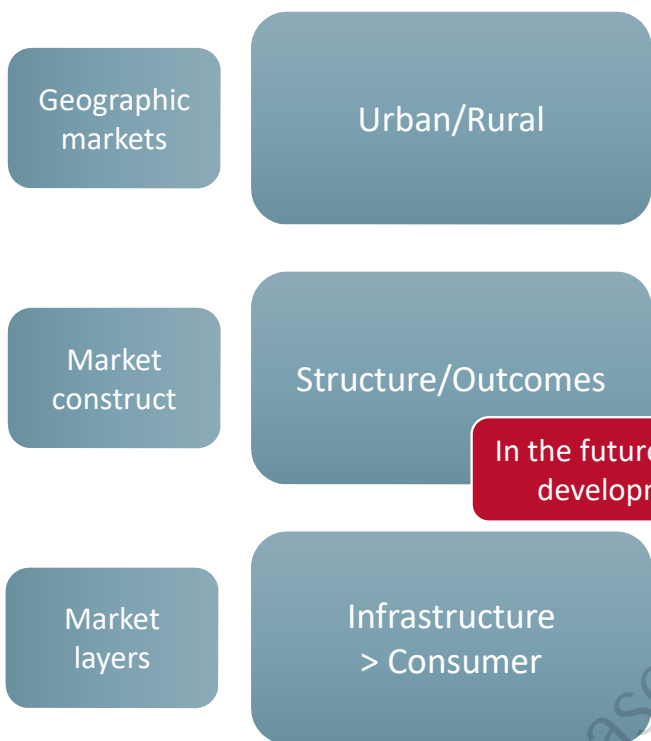 Geographic
markets
Urban/Rural
Market
construct
Structure/Outcomes
In the future
Market
layers
Infrastructure
> Consumer